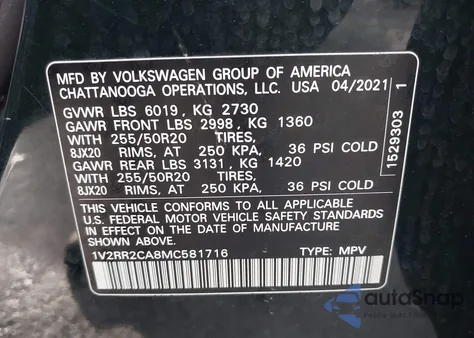 MFD BY VOLKSWAGEN GROUP OF AMERICA
CHATTANOOGA OPERATIONS, LLC. USA 04/2021
GVWR LBS 6019, KG 2730
GAWR FRONT LBS 2998, KG 1360
WITH 255/50R20 TIRES,
8JX20 RIMS, AT 250 KPA, 36 PSI COLD
GAWR REAR LBS 3131, KG 1420
WITH 255/50R20 TIRES,
8JX20 RIMS, AT 250 KPA, 36 PSI COLD
THIS VEHICLE CONFORMS TO ALL APPLICABLE
U.S. FEDERAL MOTOR VEHICLE SAFETY STANDARDS
IN EFFECT ON THE DATE OF MANUFACTURE
SHOWN ABOVE.
1V2RR2CA8MC581716 TYPE: MPV
1529303 1
autoSnap